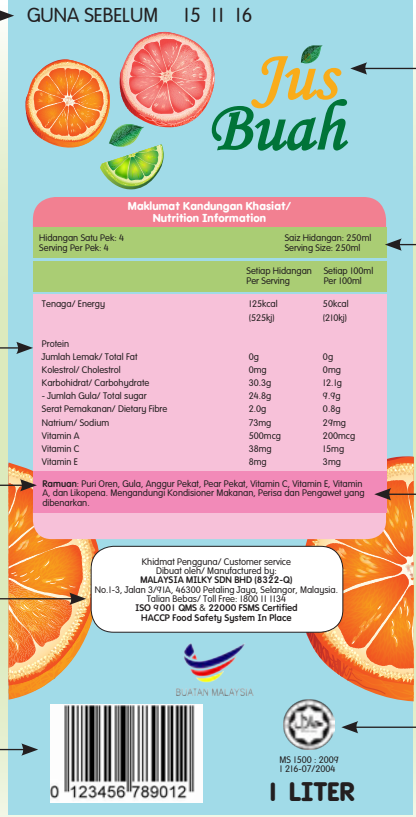 GUNA SEBELUM 15 11 16
Jus
Buah
Maklumat Kandungan Khasiat/
Nutrition Information
Hidangan Satu Pek: 4 Saiz Hidangan: 250ml
Serving Per Pek: 4 Serving Size: 250ml
Setiap Hidangan Setiap 100ml
Per Serving Per 100ml
Tenaga/ Energy 125kcal 50kcal
(525kj) (210kj)
Protein
Jumlah Lemak/ Total Fat 0g 0g
Kolestrol/ Cholestrol 0mg 0mg
Karbohidrat/ Carbohydrate 30.3g 12.1g
- Jumlah Gula/ Total sugar 24.8g 9.9g
Serat Pemakanan/ Dietary Fibre 2.0g 0.8g
Natrium/ Sodium 73mg 29mg
Vitamin A 500mcg 200mcg
Vitamin C 38mg 15mg
Vitamin E 8mg 3mg
Ramuan: Puri Oren, Gula, Anggur Pekat, Pear Pekat, Vitamin C, Vitamin E, Vitamin
A, dan Likopena. Mengandungi Kondisioner Makanan, Perisa dan Pengawet yang
dibenarkan.
Khidmat Pengguna/ Customer service
Dibuat oleh/ Manufactured by:
MALAYSIA MILKY SDN BHD (8322-Q)
No.1-3, Jalan 3/91A, 46300 Petaling Jaya, Selangor, Malaysia.
Talian Bebas/ Toll Free: 1800 11 1134
ISO 9001 QMS & 22000 FSMS Certified
HACCP Food Safety System In Place
BUATAN MALAYSIA
0 123456 789012
MS 1500 : 2009
1 216-07/2004
1 LITER